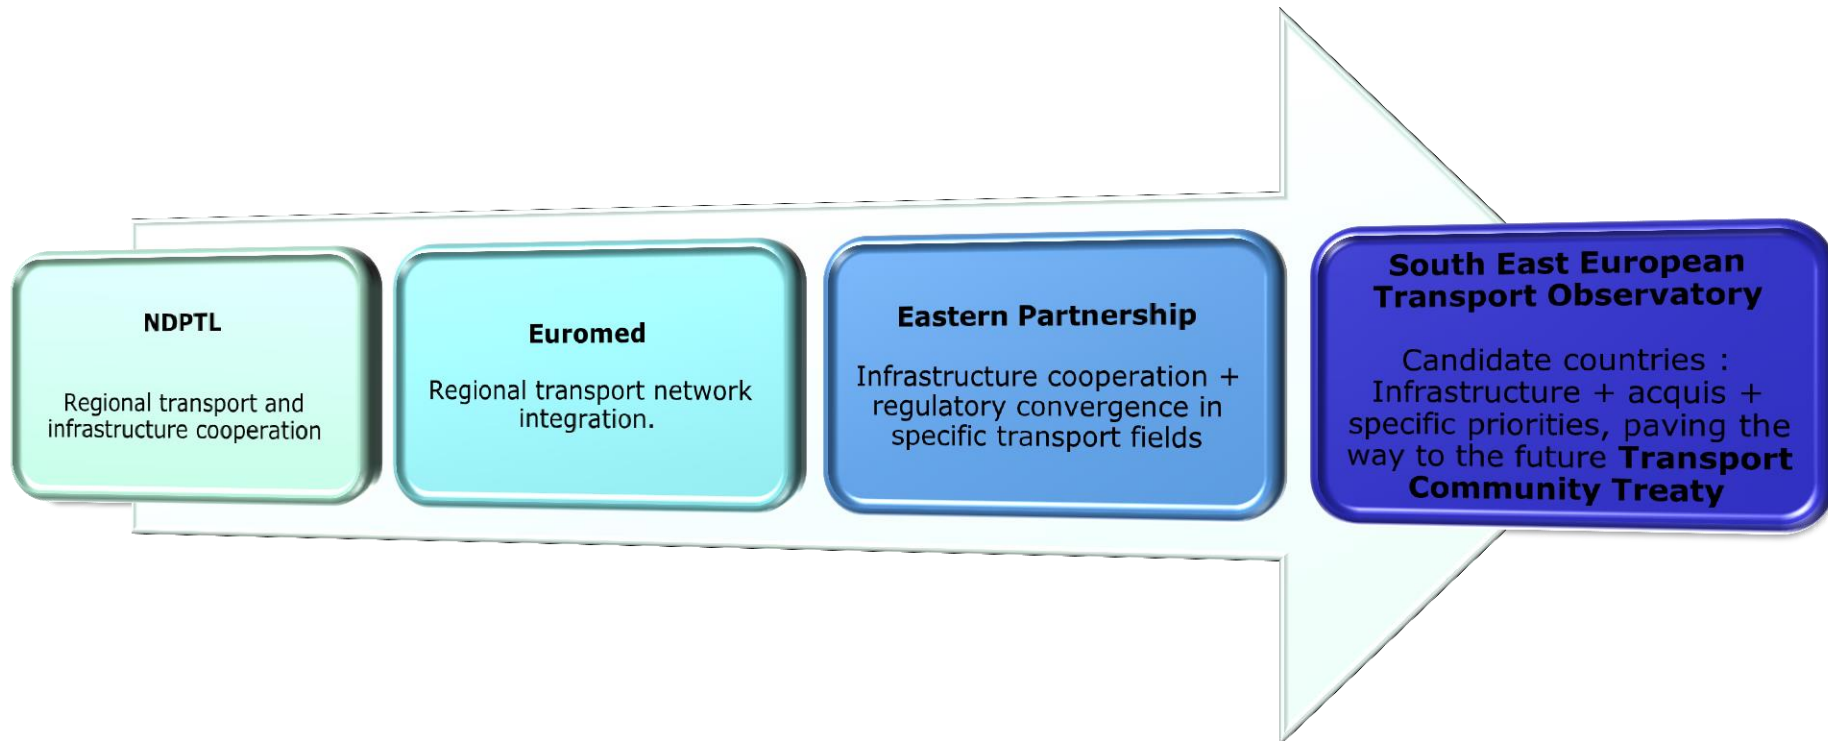 NDPTL
Regional transport and
infrastructure cooperation
Euromed
Regional transport network
integration.
Eastern Partnership
Infrastructure cooperation +
regulatory convergence in
specific transport fields
South East European
Transport Observatory
Candidate countries :
Infrastructure + acquis +
specific priorities, paving the
way to the future Transport
Community Treaty